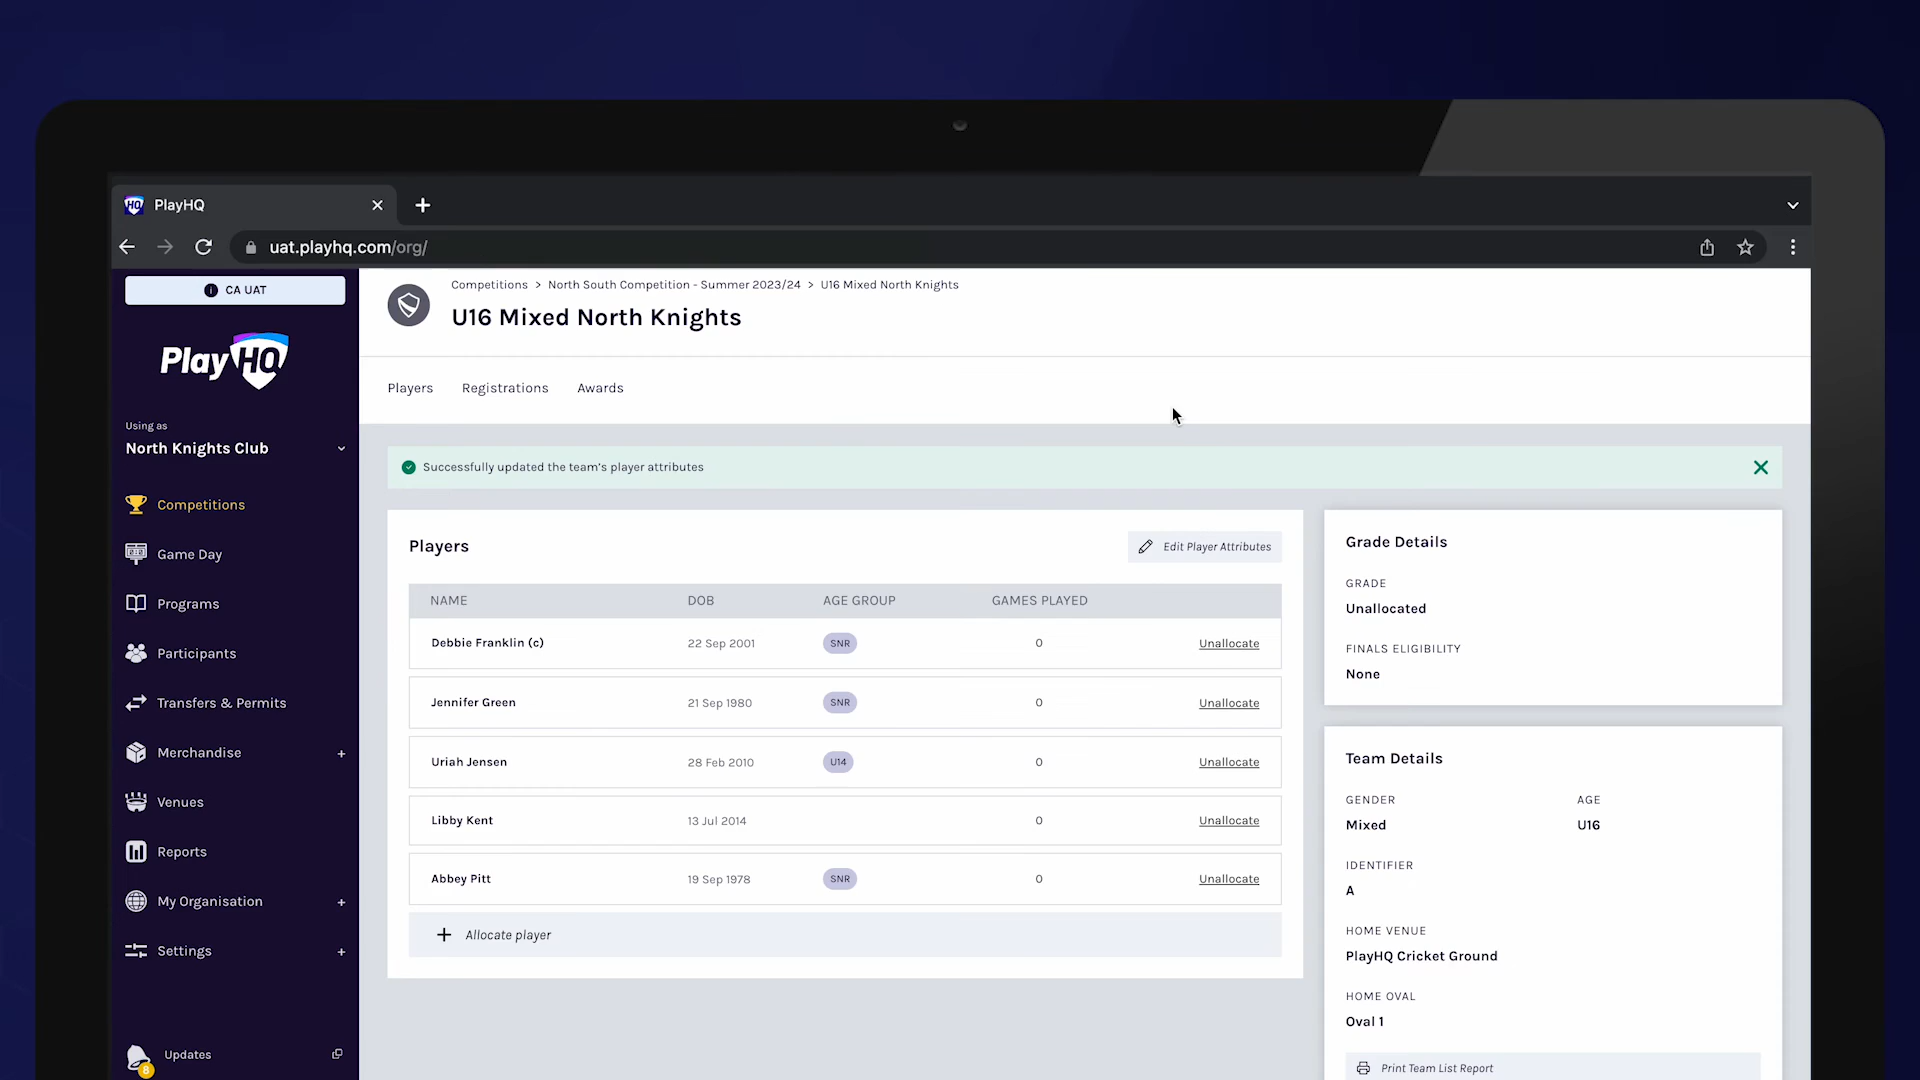 PlayHQ
uat.playhq.com/org/
CA UAT
Play HQ
Using as
North Knights Club
Competitions
Game Day
Programs
Participants
Transfers & Permits
Merchandise +
Venues
Reports
My Organisation +
Settings +
Updates
8
Competitions > North South Competition - Summer 2023/24 > U16 Mixed North Knights
U16 Mixed North Knights
Players Registrations Awards
Successfully updated the team's player attributes
Players
Edit Player Attributes
NAME DOB AGE GROUP GAMES PLAYED
Debbie Franklin (c) 22 Sep 2001 SNR 0 Unallocate
Jennifer Green 21 Sep 1980 SNR 0 Unallocate
Uriah Jensen 28 Feb 2010 U14 0 Unallocate
Libby Kent 13 Jul 2014 0 Unallocate
Abbey Pitt 19 Sep 1978 SNR 0 Unallocate
+ Allocate player
Grade Details
GRADE
Unallocated
FINALS ELIGIBILITY
None
Team Details
GENDER AGE
Mixed U16
IDENTIFIER
A
HOME VENUE
PlayHQ Cricket Ground
HOME OVAL
Oval 1
Print Team List Report